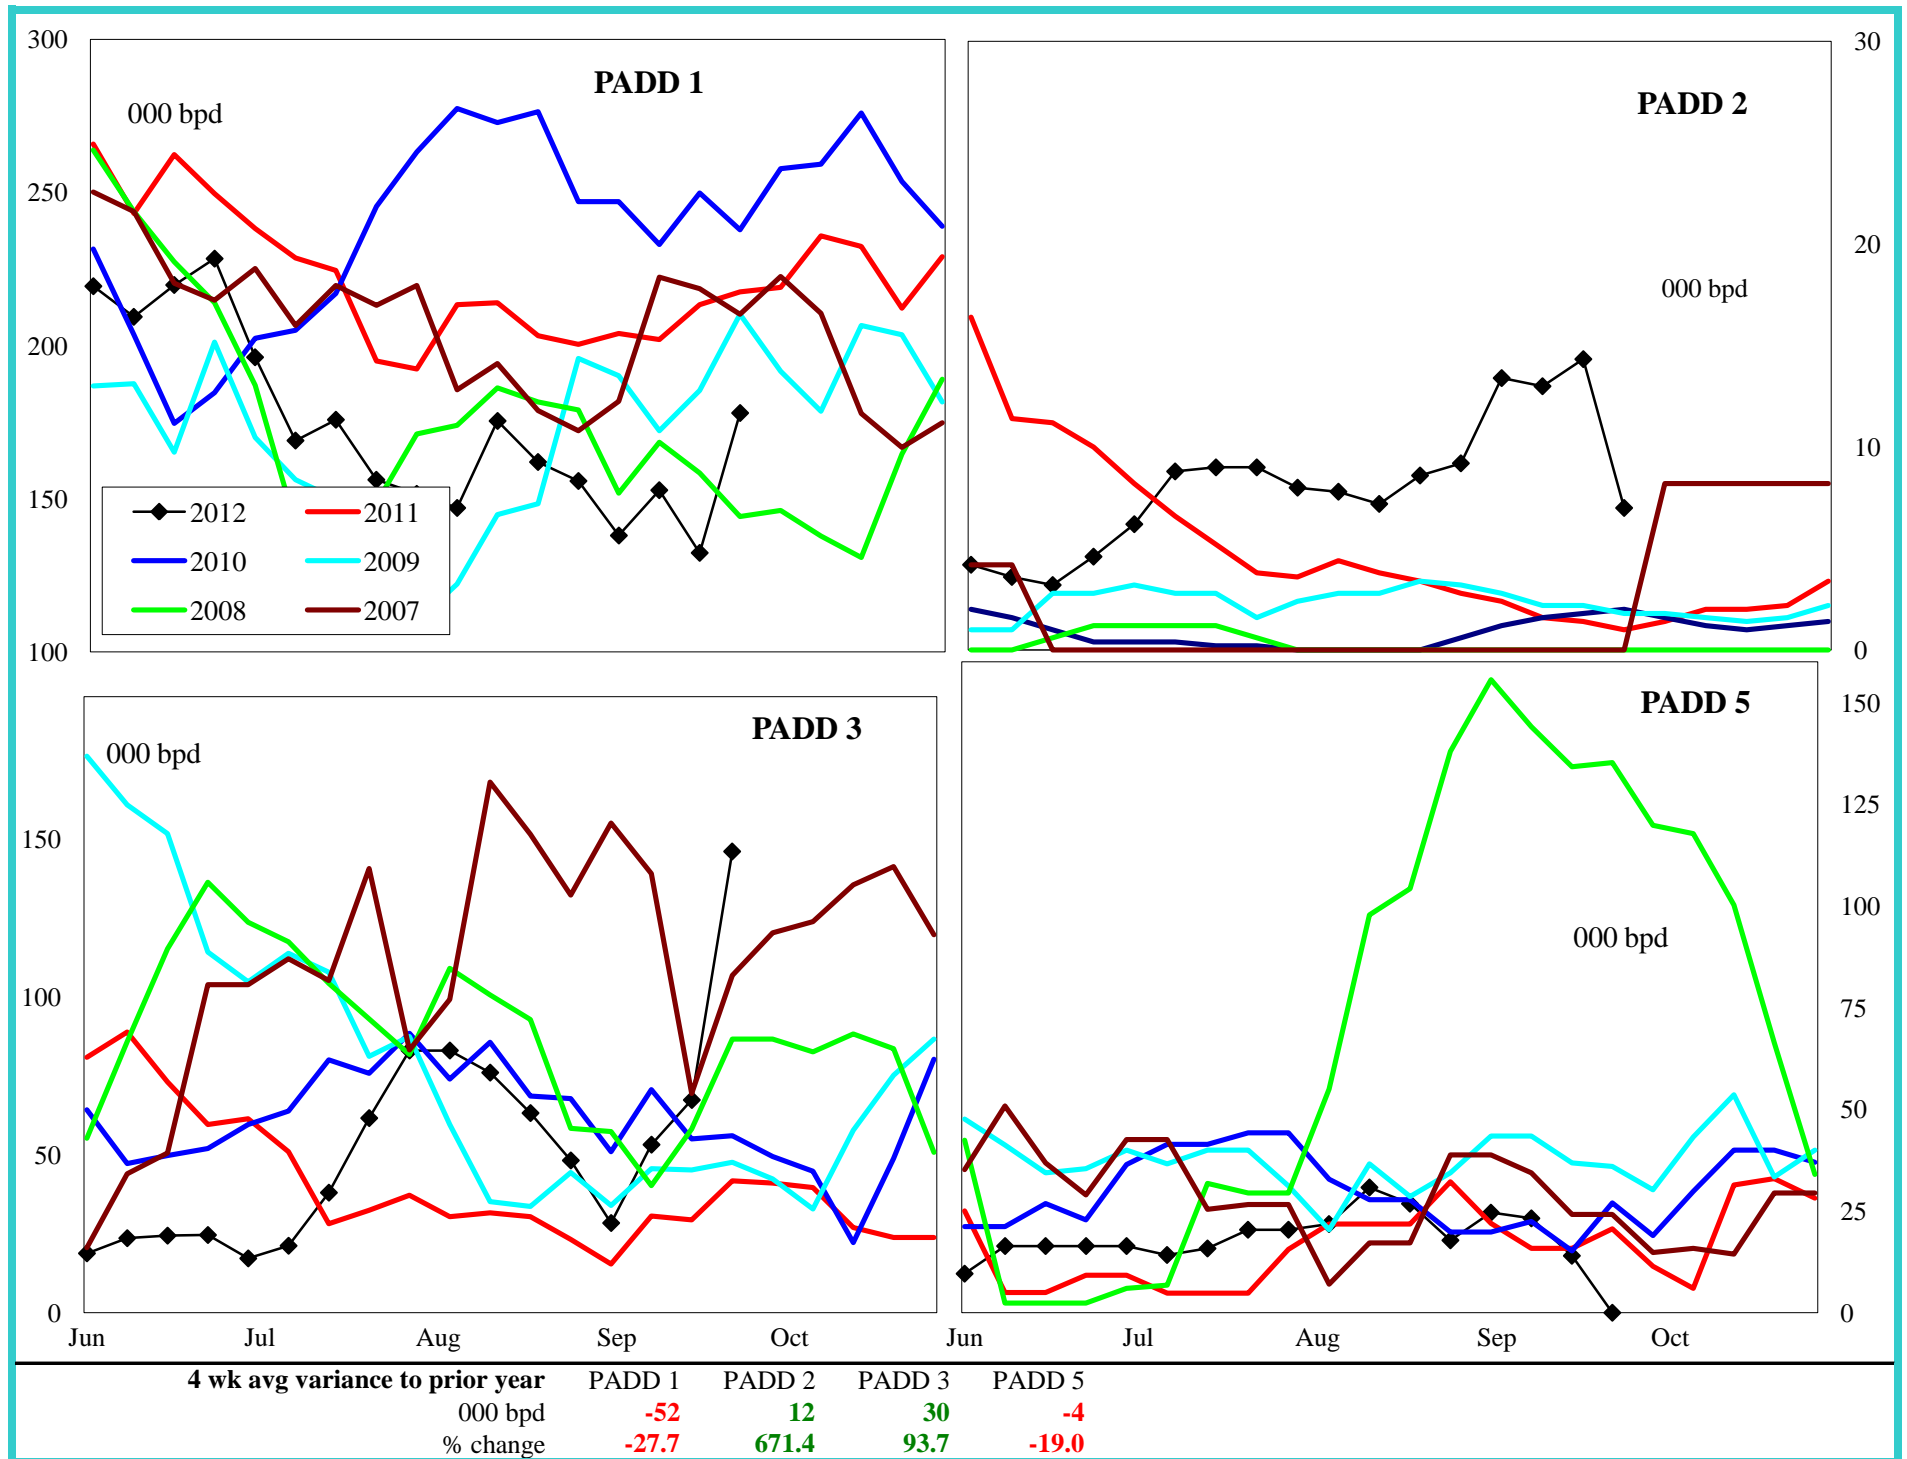 300
250
200
150
100
PADD 1
000 bpd
2012
2011
2010
2009
2008
2007
PADD 2
000 bpd
30
20
10
0
PADD 3
000 bpd
150
100
50
0
Jun Jul Aug Sep Oct
PADD 5
000 bpd
150
125
100
75
50
25
0
Jun Jul Aug Sep Oct
4 wk avg variance to prior year PADD 1 PADD 2 PADD 3 PADD 5
000 bpd -52 12 30 -4
% change -27.7 671.4 93.7 -19.0